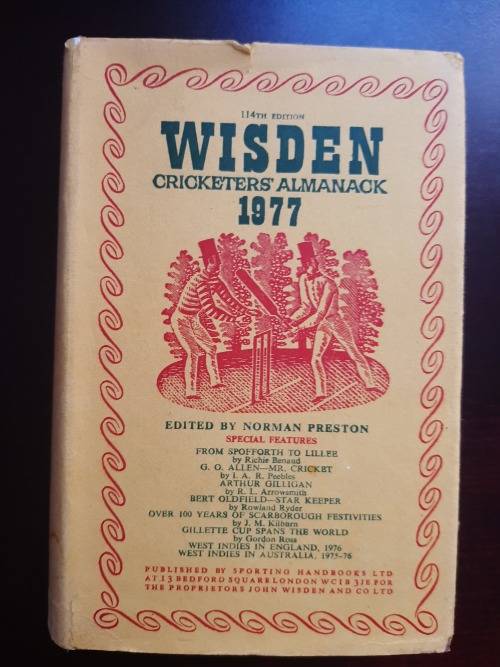 114TH EDITION
WISDEN
CRICKETERS' ALMANACK
1977
EDITED BY NORMAN PRESTON
SPECIAL FEATURES
FROM SPOFFORTH TO LILLEE
by Richie Benaud
G. O. ALLEN—MR. CRICKET
by I. A. R. Peebles
ARTHUR GILLIGAN
by R. L. Arrowsmith
BERT OLDFIELD—STAR KEEPER
by Rowland Ryder
OVER 100 YEARS OF SCARBOROUGH FESTIVITIES
by J. M. Kilburn
GILLETTE CUP SPANS THE WORLD
by Gordon Ross
WEST INDIES IN ENGLAND, 1976
WEST INDIES IN AUSTRALIA, 1975-76
PUBLISHED BY SPORTING HANDBOOKS LTD
AT 13 BEDFORD SQUARE LONDON WC1B 3JE FOR
THE PROPRIETORS JOHN WISDEN AND CO LTD